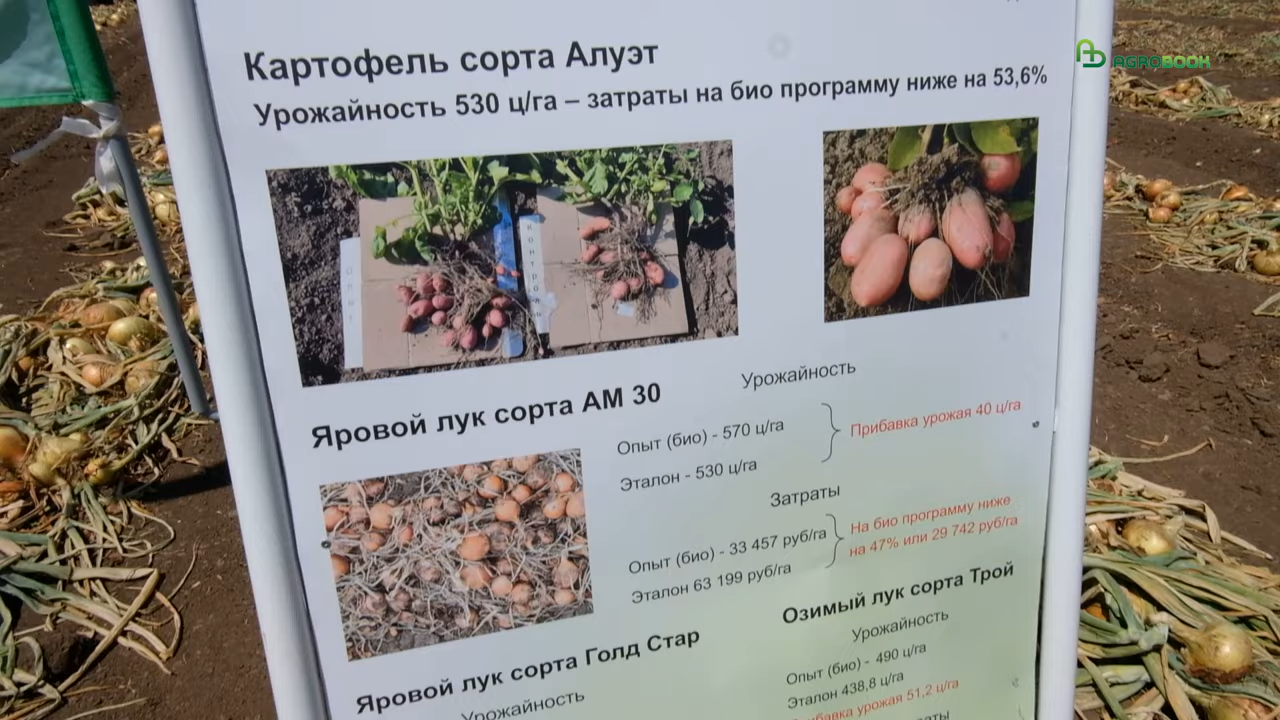 AGROBOOK
Картофель сорта Алуэт
Урожайность 530 ц/га – затраты на био программу ниже на 53,6%
контроль
Яровой лук сорта АМ 30
Урожайность
Опыт (био) - 570 ц/га
Эталон - 530 ц/га
Прибавка урожая 40 ц/га
Затраты
Опыт (био) - 33 457 руб/га
Эталон 63 199 руб/га
На био программу ниже
на 47% или 29 742 руб/га
Яровой лук сорта Голд Стар
Урожайность
Озимый лук сорта Трой
Урожайность
Опыт (био) - 490 ц/га
Эталон 438,8 ц/га
Прибавка урожая 51,2 ц/га